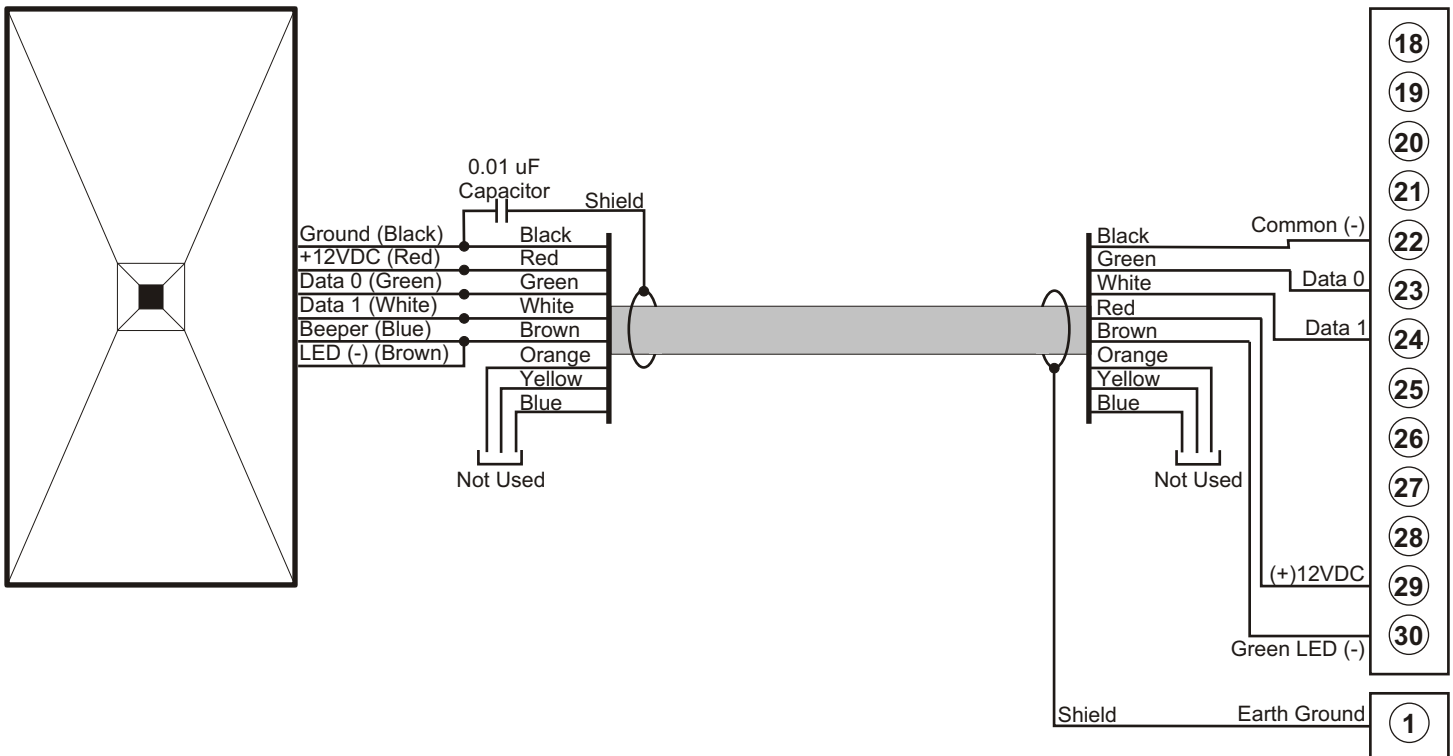 0.01 uF
Capacitor
Shield
Ground (Black)
+12VDC (Red)
Data 0 (Green)
Data 1 (White)
Beeper (Blue)
LED (-) (Brown)
Black
Red
Green
White
Brown
Orange
Yellow
Blue
Not Used
Black
Green
White
Red
Brown
Orange
Yellow
Blue
Not Used
Common (-)
Data 0
Data 1
(+)12VDC
Green LED (-)
Shield
Earth Ground
18
19
20
21
22
23
24
25
26
27
28
29
30
1